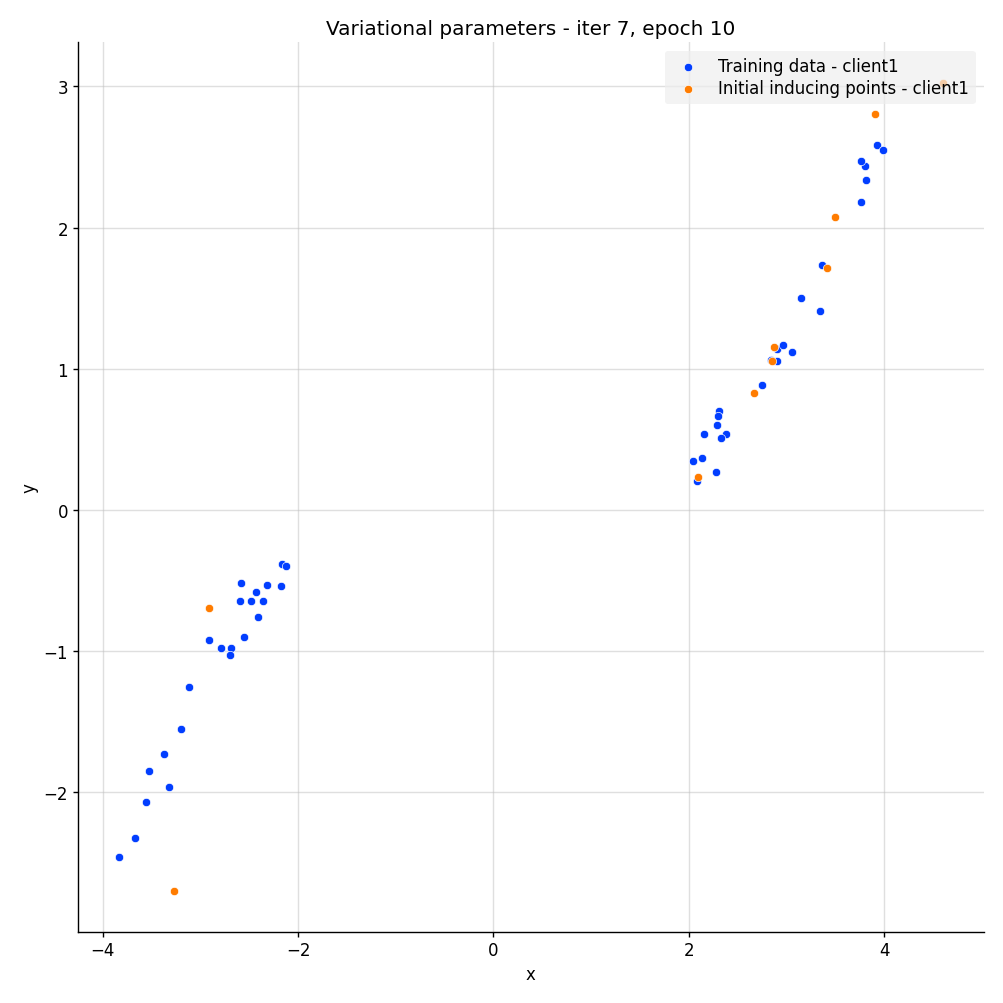 Variational parameters - iter 7, epoch 10
Training data - client1
Initial inducing points - client1
3
2
1
0
−1
−2
y
−4
−2
0
2
4
x